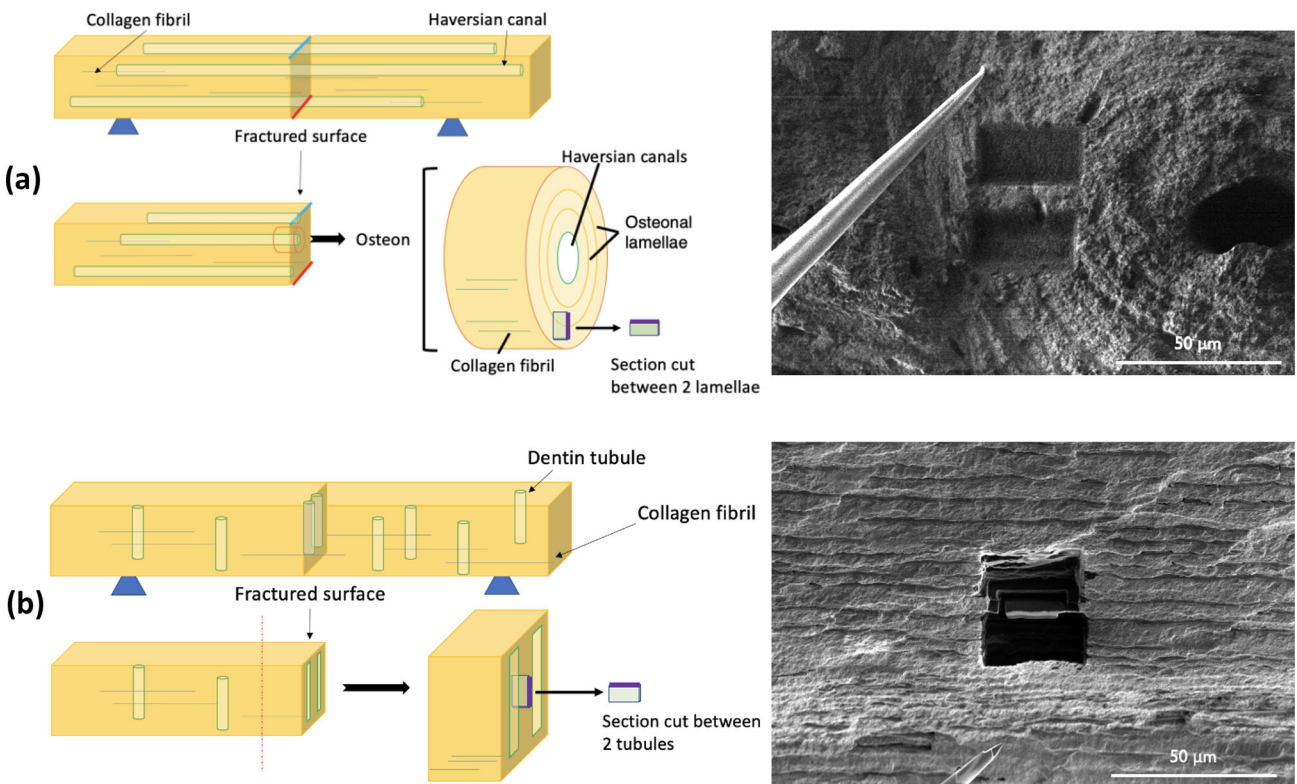 Collagen fibril
Haversian canal
Fractured surface
(a)
Haversian canals
Osteon
Osteonal
lamellae
Collagen fibril
Section cut
between 2 lamellae
50 µm
Dentin tubule
Collagen fibril
(b)
Fractured surface
Section cut between
2 tubules
50 µm